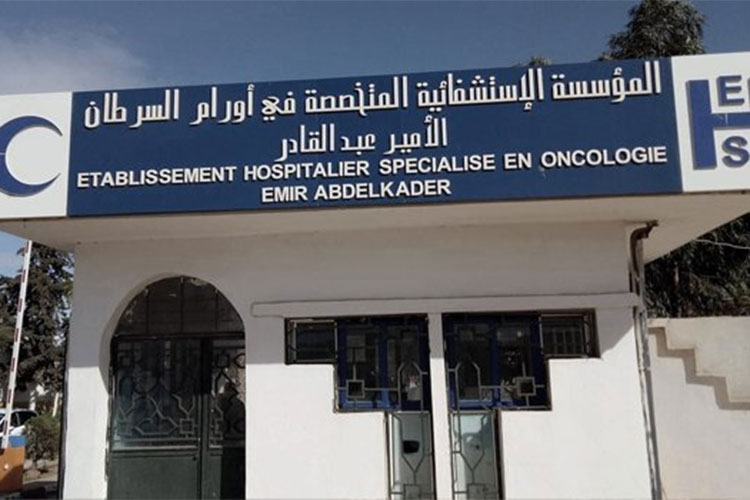 المؤسسة الإستشفائية المتخصصة في أورام السرطان
الأمير عبد القادر
ETABLISSEMENT HOSPITALIER SPECIALISE EN ONCOLOGIE
EMIR ABDELKADER